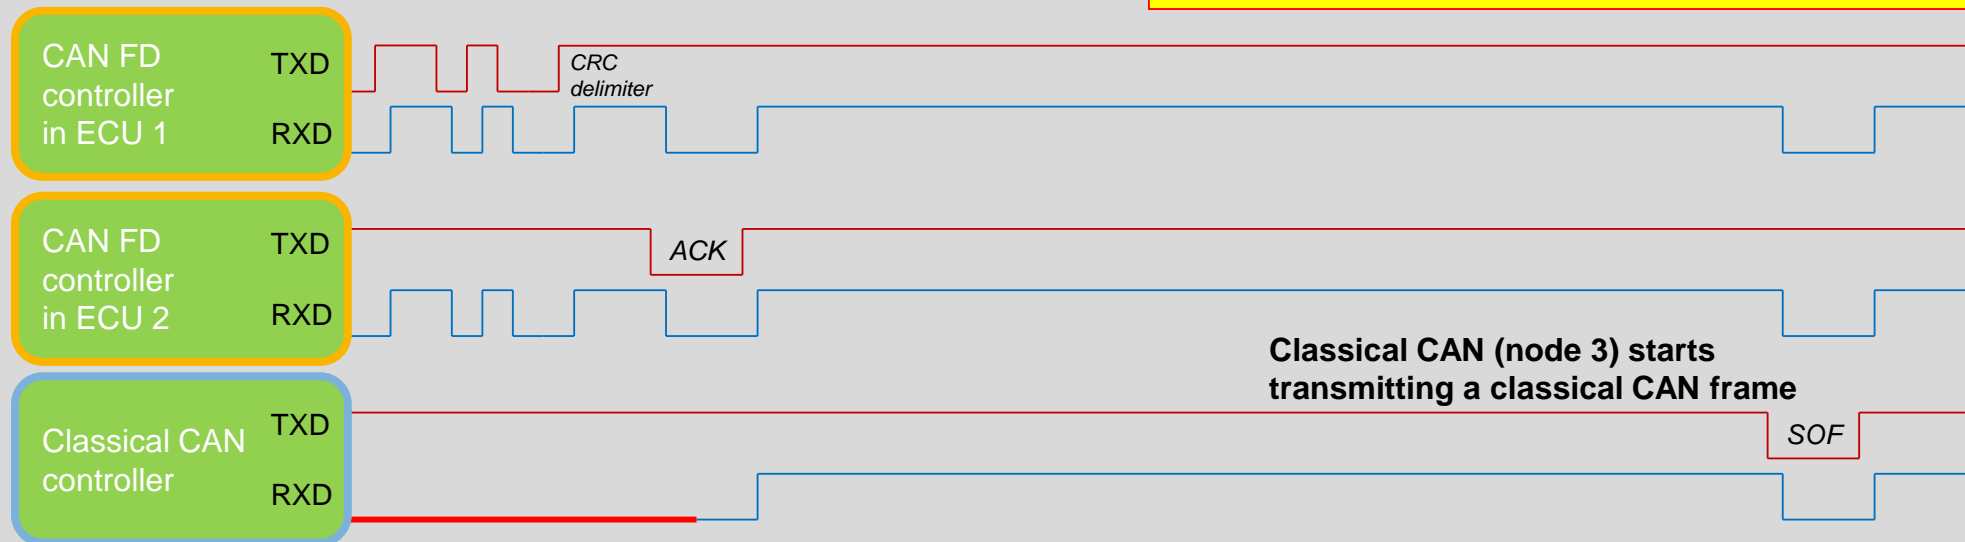 CAN FD
controller
in ECU 1
TXD
RXD
CRC
delimiter
CAN FD
controller
in ECU 2
TXD
RXD
ACK
Classical CAN (node 3) starts
transmitting a classical CAN frame
Classical CAN
controller
TXD
RXD
SOF